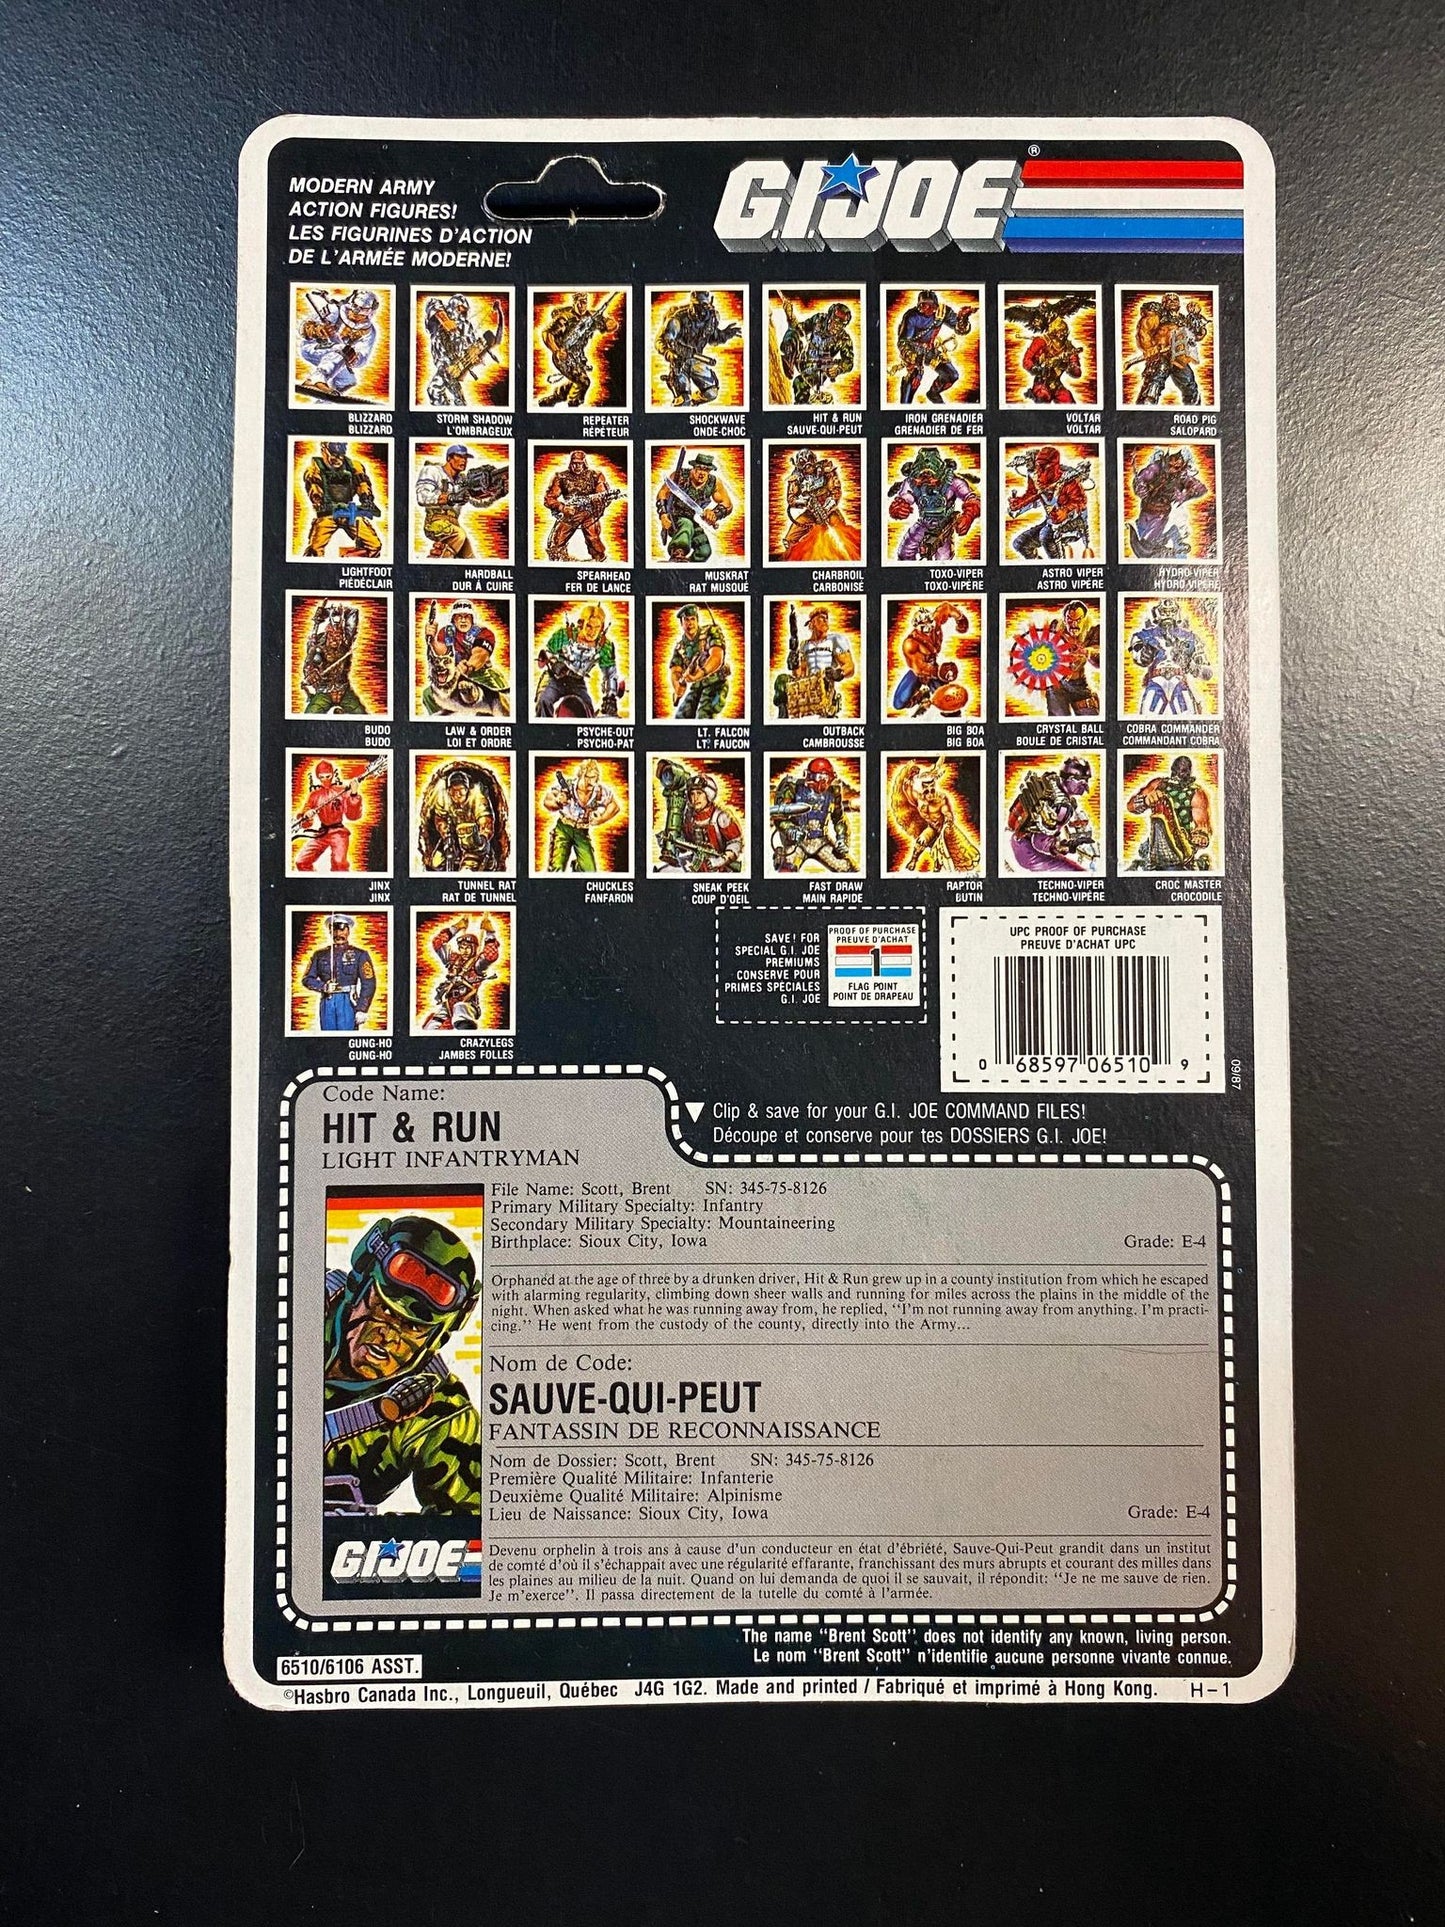 MODERN ARMY
ACTION FIGURES!
LES FIGURINES D'ACTION
DE L'ARMÉE MODERNE!
G.I. JOE ®
BLIZZARD
BLIZZARD
STORM SHADOW
L'OMBRAGEUX
REPEATER
RÉPÉTEUR
SHOCKWAVE
ONDE-CHOC
HIT & RUN
SAUVE-QUI-PEUT
IRON GRENADIER
GRENADIER DE FER
VOLTAR
VOLTAR
ROAD PIG
SALOPARD
LIGHTFOOT
PIÉDÉCLAIR
HARDBALL
DUR À CUIRE
SPEARHEAD
FER DE LANCE
MUSKRAT
RAT MUSQUÉ
CHARBROIL
CARBONISÉ
TOXO-VIPER
TOXO-VIPÈRE
ASTRO VIPER
ASTRO VIPÈRE
HYDRO-VIPER
HYDRO-VIPÈRE
BUDO
BUDO
LAW & ORDER
LOI ET ORDRE
PSYCHE-OUT
PSYCHO-PAT
LT. FALCON
LT. FAUCON
OUTBACK
CAMBROUSSE
BIG BOA
BIG BOA
CRYSTAL BALL
BOULE DE CRISTAL
COBRA COMMANDER
COMMANDANT COBRA
JINX
JINX
TUNNEL RAT
RAT DE TUNNEL
CHUCKLES
FANFARON
SNEAK PEEK
COUP D'OEIL
FAST DRAW
MAIN RAPIDE
RAPTOR
BUTIN
TECHNO-VIPER
TECHNO-VIPÈRE
CROC MASTER
CROCODILE
GUNG-HO
GUNG-HO
CRAZYLEGS
JAMBES FOLLES
SAVE! FOR
SPECIAL G.I. JOE
PREMIUMS
CONSERVE POUR
PRIMES SPÉCIALES
G.I. JOE
PROOF OF PURCHASE
PREUVE D'ACHAT
1
FLAG POINT
POINT DE DRAPEAU
UPC PROOF OF PURCHASE
PREUVE D'ACHAT UPC
0 68597 06510 9
09/87
Clip & save for your G.I. JOE COMMAND FILES!
Découpe et conserve pour tes DOSSIERS G.I. JOE!
Code Name:
HIT & RUN
LIGHT INFANTRYMAN
File Name: Scott, Brent SN: 345-75-8126
Primary Military Specialty: Infantry
Secondary Military Specialty: Mountaineering
Birthplace: Sioux City, Iowa Grade: E-4
Orphaned at the age of three by a drunken driver, Hit & Run grew up in a county institution from which he escaped
with alarming regularity, climbing down sheer walls and running for miles across the plains in the middle of the
night. When asked what he was running away from, he replied, "I'm not running away from anything. I'm practi-
cing." He went from the custody of the county, directly into the Army...
Nom de Code:
SAUVE-QUI-PEUT
FANTASSIN DE RECONNAISSANCE
Nom de Dossier: Scott, Brent SN: 345-75-8126
Première Qualité Militaire: Infanterie
Deuxième Qualité Militaire: Alpinisme
Lieu de Naissance: Sioux City, Iowa Grade: E-4
Devenu orphelin à trois ans à cause d'un conducteur en état d'ébriété, Sauve-Qui-Peut grandit dans un institut
de comté d'où il s'échappait avec une régularité effarante, franchissant des murs abrupts et courant des milles dans
les plaines au milieu de la nuit. Quand on lui demanda de quoi il se sauvait, il répondit: "Je ne me sauve de rien.
Je m'exerce". Il passa directement de la tutelle du comté à l'armée.
G.I. JOE
The name "Brent Scott" does not identify any known, living person.
Le nom "Brent Scott" n'identifie aucune personne vivante connue.
6510/6106 ASST.
©Hasbro Canada Inc., Longueuil, Québec J4G 1G2. Made and printed / Fabriqué et imprimé à Hong Kong. H-1